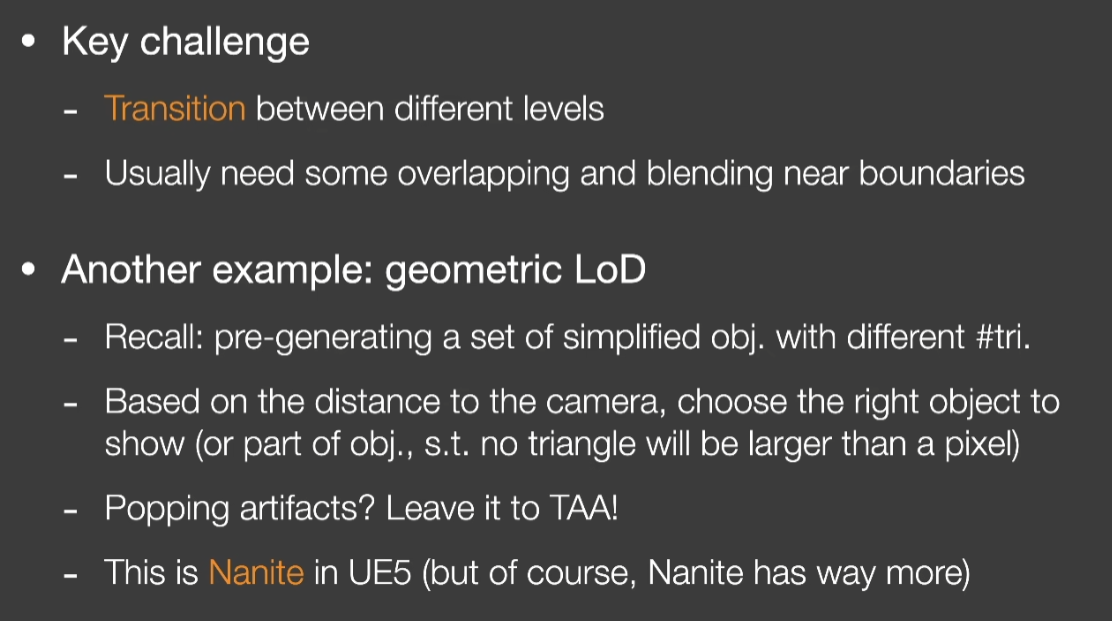 • Key challenge
- Transition between different levels
- Usually need some overlapping and blending near boundaries
• Another example: geometric LoD
- Recall: pre-generating a set of simplified obj. with different #tri.
- Based on the distance to the camera, choose the right object to
show (or part of obj., s.t. no triangle will be larger than a pixel)
- Popping artifacts? Leave it to TAA!
- This is Nanite in UE5 (but of course, Nanite has way more)